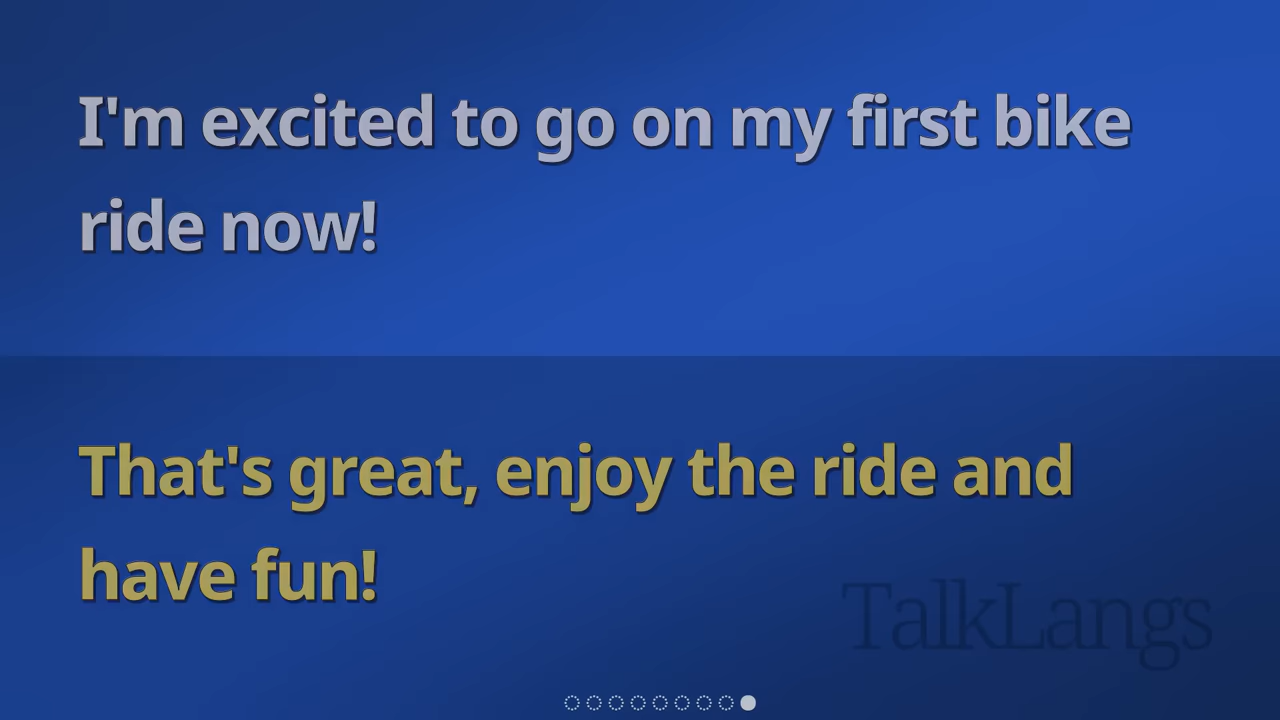 I'm excited to go on my first bike
ride now!
That's great, enjoy the ride and
have fun!
TalkLangs